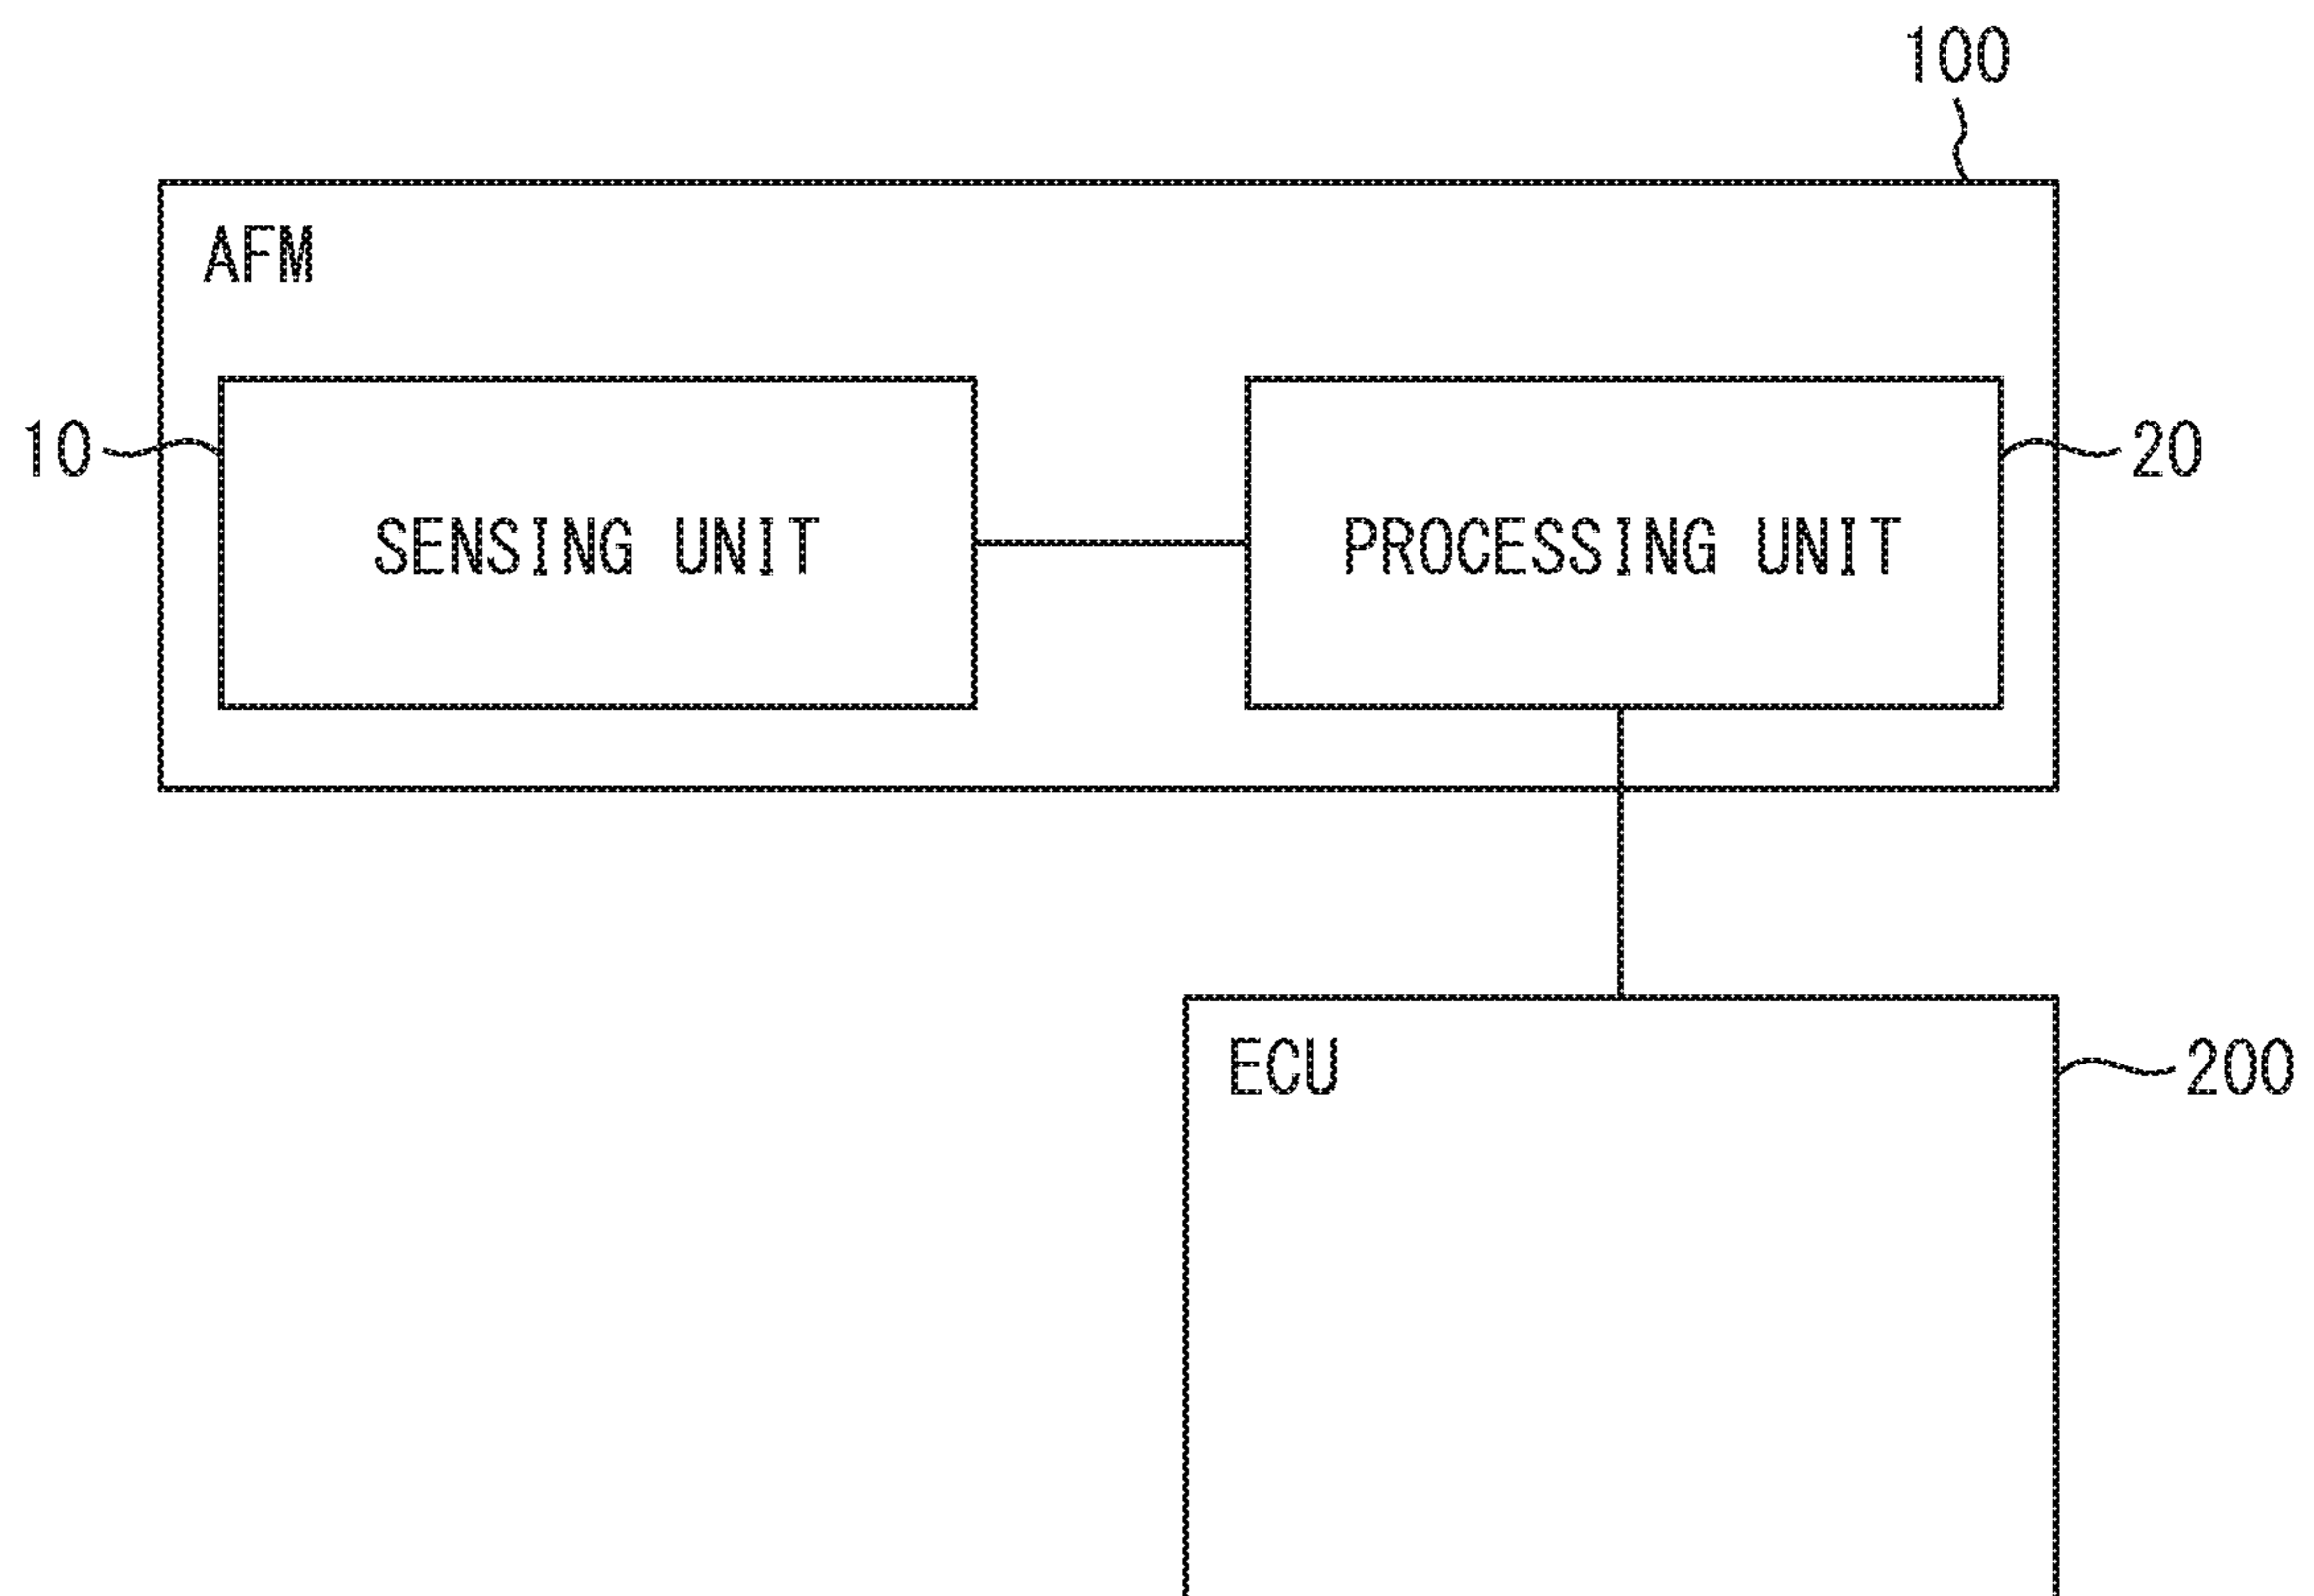 100
AFM
10
20
SENSING UNIT
PROCESSING UNIT
ECU
200